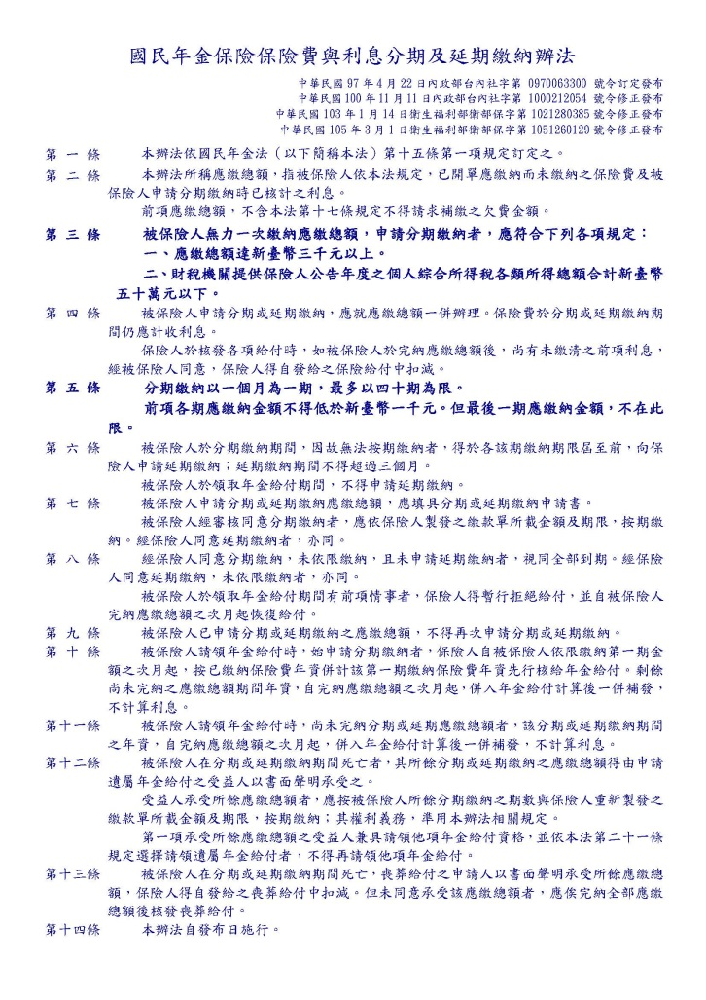 國民年金保險保險費與利息分期及延期繳納辦法
中華民國 97 年 4 月 22 日內政部台內社字第 0970063300 號令訂定發布
中華民國 100 年 11 月 11 日內政部台內社字第 1000212054 號令修正發布
中華民國 103 年 1 月 14 日衛生福利部衛部保字第 1021280385 號令修正發布
中華民國 105 年 3 月 1 日衛生福利部衛部保字第 1051260129 號令修正發布
第 一 條 本辦法依國民年金法（以下簡稱本法）第十五條第一項規定訂定之。
第 二 條 本辦法所稱應繳總額，指被保險人依本法規定，已開單應繳納而未繳納之保險費及被
保險人申請分期繳納時已核計之利息。
前項應繳總額，不含本法第十七條規定不得請求補繳之欠費金額。
第 三 條 被保險人無力一次繳納應繳總額，申請分期繳納者，應符合下列各項規定：
一、應繳總額達新臺幣三千元以上。
二、財稅機關提供保險人公告年度之個人綜合所得稅各類所得總額合計新臺幣
五十萬元以下。
第 四 條 被保險人申請分期或延期繳納，應就應繳總額一併辦理。保險費於分期或延期繳納期
間仍應計收利息。
保險人於核發各項給付時，如被保險人於完納應繳總額後，尚有未繳清之前項利息，
經被保險人同意，保險人得自發給之保險給付中扣減。
第 五 條 分期繳納以一個月為一期，最多以四十期為限。
前項各期應繳納金額不得低於新臺幣一千元。但最後一期應繳納金額，不在此
限。
第 六 條 被保險人於分期繳納期間，因故無法按期繳納者，得於各該期繳納期限屆至前，向保
險人申請延期繳納；延期繳納期間不得超過三個月。
被保險人於領取年金給付期間，不得申請延期繳納。
第 七 條 被保險人申請分期或延期繳納應繳總額，應填具分期或延期繳納申請書。
被保險人經審核同意分期繳納者，應依保險人製發之繳款單所載金額及期限，按期繳
納。經保險人同意延期繳納者，亦同。
第 八 條 經保險人同意分期繳納，未依限繳納，且未申請延期繳納者，視同全部到期。經保險
人同意延期繳納，未依限繳納者，亦同。
被保險人於領取年金給付期間有前項情事者，保險人得暫行拒絕給付，並自被保險人
完納應繳總額之次月起恢復給付。
第 九 條 被保險人已申請分期或延期繳納之應繳總額，不得再次申請分期或延期繳納。
第 十 條 被保險人請領年金給付時，始申請分期繳納者，保險人自被保險人依限繳納第一期金
額之次月起，按已繳納保險費年資併計該第一期繳納保險費年資先行核給年金給付。剩餘
尚未完納之應繳總額期間年資，自完納應繳總額之次月起，併入年金給付計算後一併補發，
不計算利息。
第十一條 被保險人請領年金給付時，尚未完納分期或延期應繳總額者，該分期或延期繳納期間
之年資，自完納應繳總額之次月起，併入年金給付計算後一併補發，不計算利息。
第十二條 被保險人在分期或延期繳納期間死亡者，其所餘分期或延期繳納之應繳總額得由申請
遺屬年金給付之受益人以書面聲明承受之。
受益人承受所餘應繳總額者，應按被保險人所餘分期繳納之期數與保險人重新製發之
繳款單所載金額及期限，按期繳納；其權利義務，準用本辦法相關規定。
第一項承受所餘應繳總額之受益人兼具請領他項年金給付資格，並依本法第二十一條
規定選擇請領遺屬年金給付者，不得再請領他項年金給付。
第十三條 被保險人在分期或延期繳納期間死亡，喪葬給付之申請人以書面聲明承受所餘應繳總
額，保險人得自發給之喪葬給付中扣減。但未同意承受該應繳總額者，應俟完納全部應繳
總額後核發喪葬給付。
第十四條 本辦法自發布日施行。